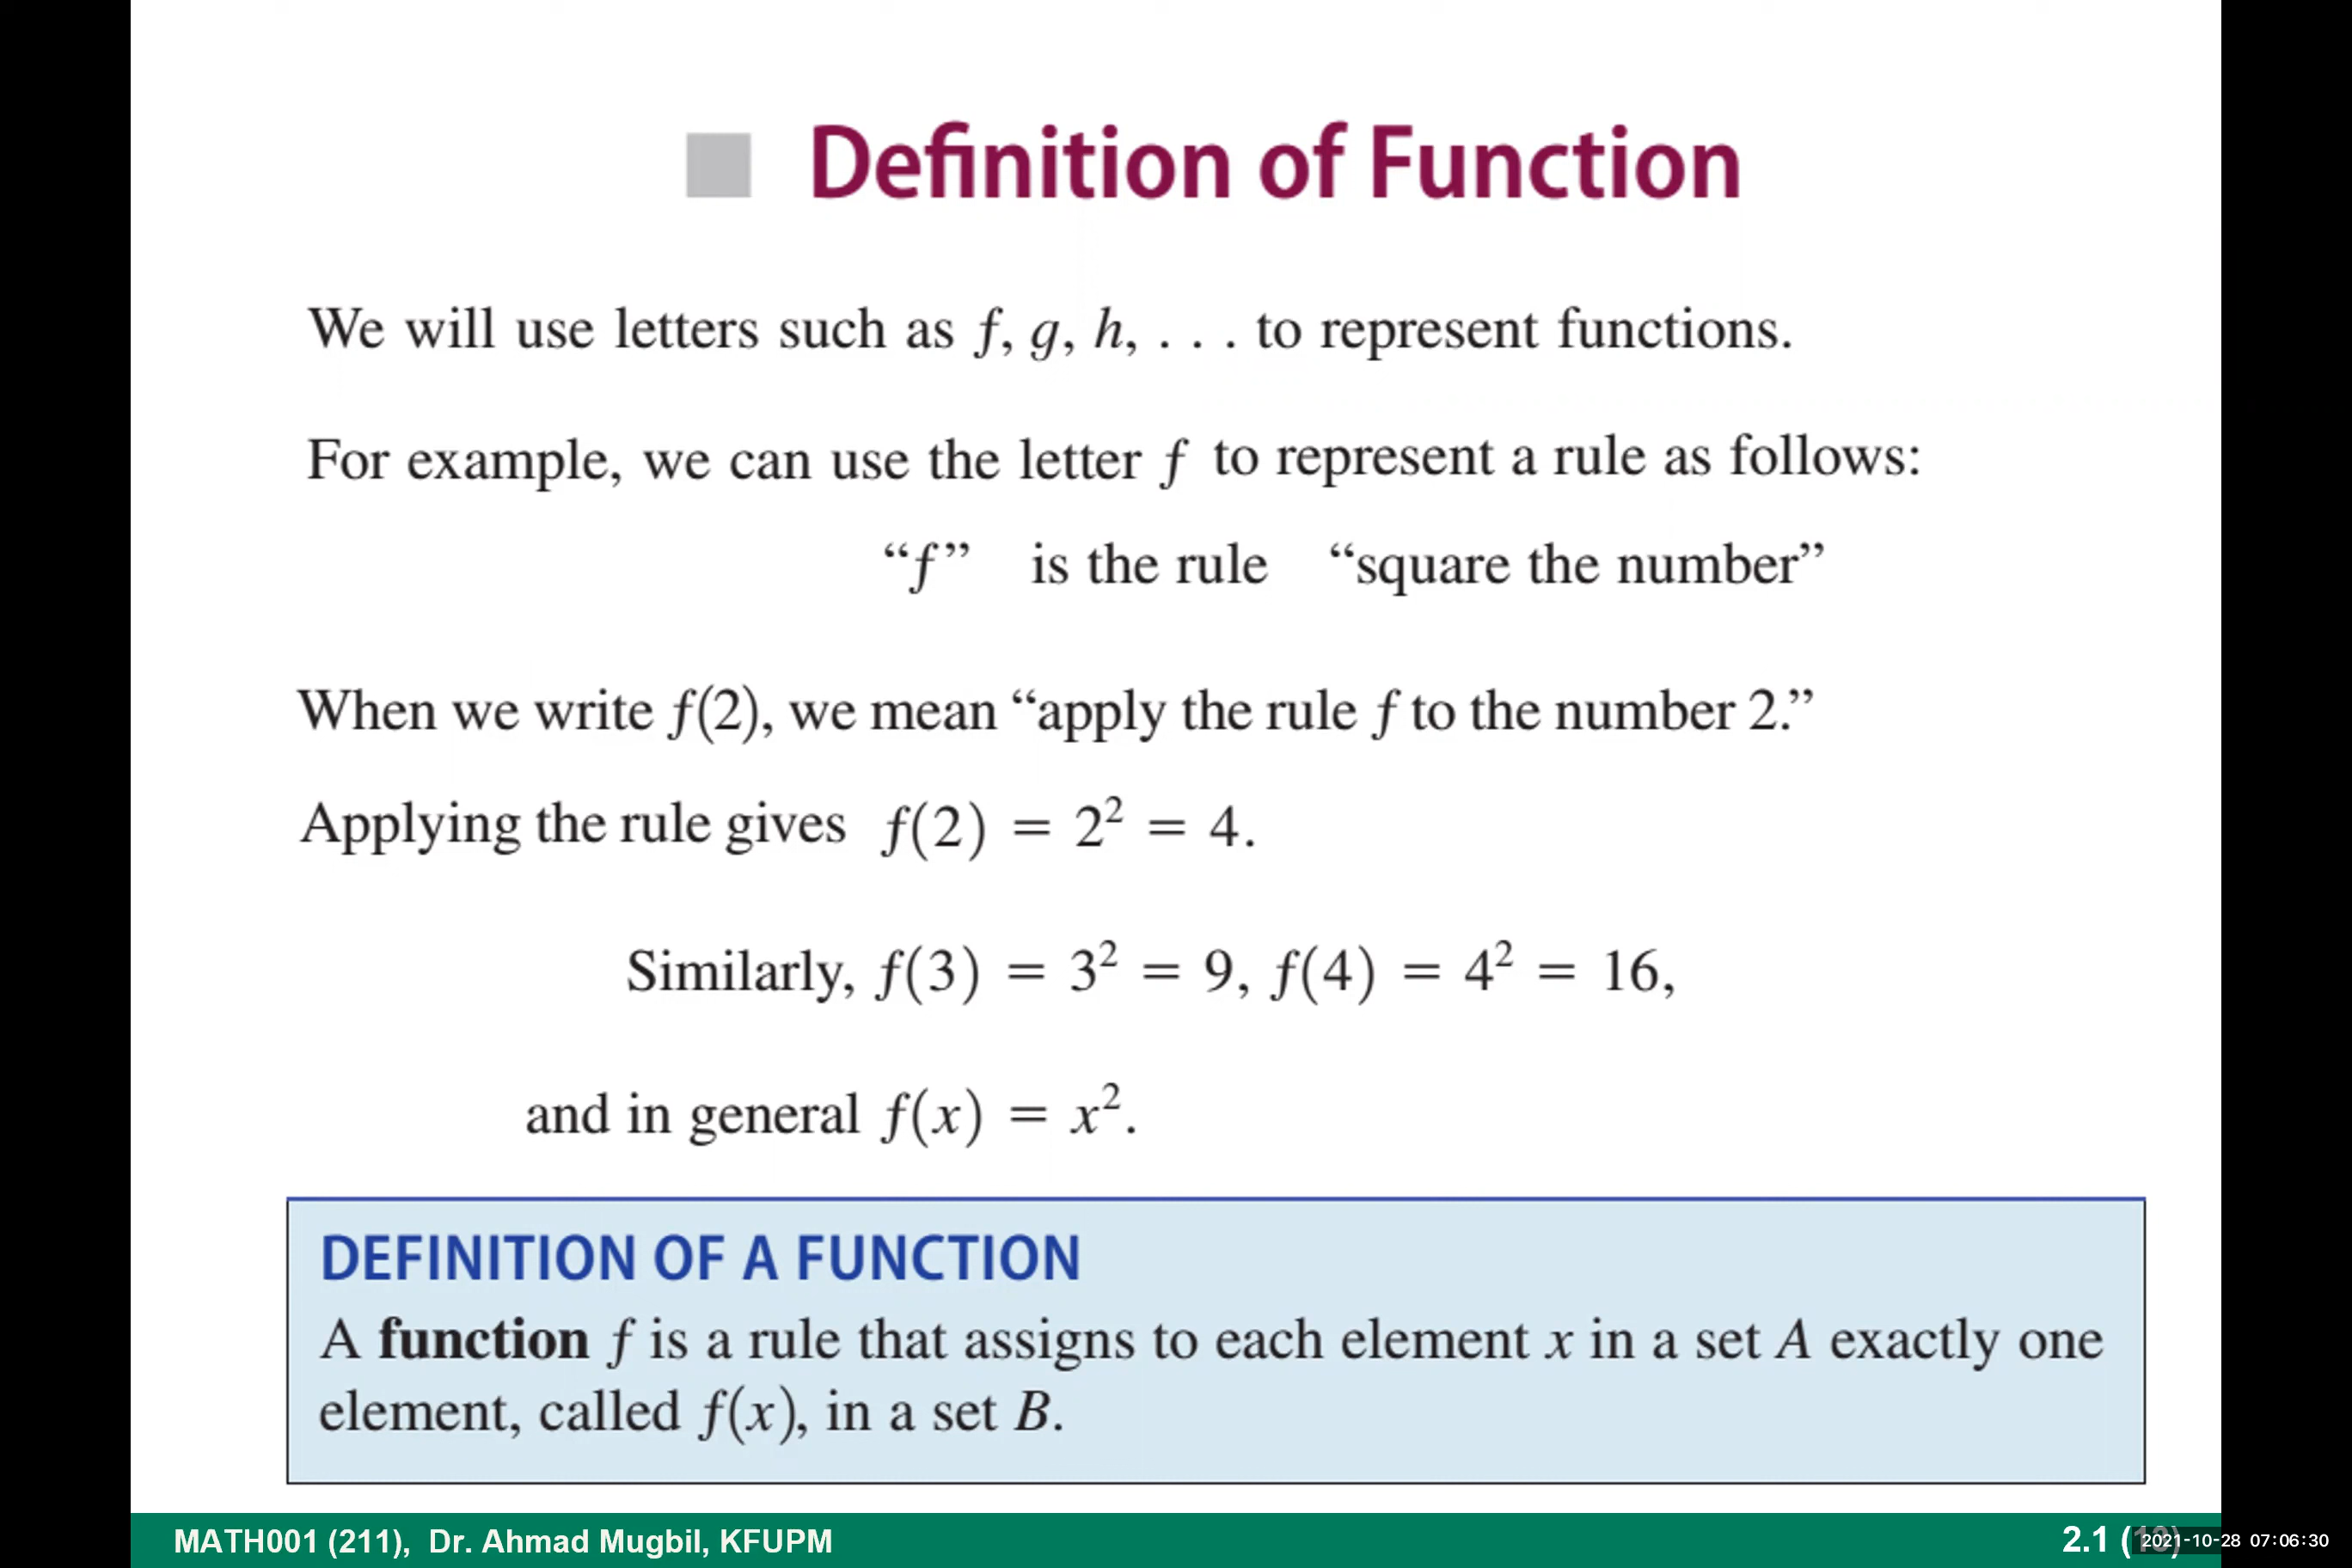 Definition of Function
We will use letters such as f, g, h, . . . to represent functions.
For example, we can use the letter f to represent a rule as follows:
“f” is the rule “square the number”
When we write f(2), we mean “apply the rule f to the number 2.”
Applying the rule gives f(2) = 2² = 4.
Similarly, f(3) = 3² = 9, f(4) = 4² = 16,
and in general f(x) = x².
DEFINITION OF A FUNCTION
A function f is a rule that assigns to each element x in a set A exactly one
element, called f(x), in a set B.
MATH001 (211), Dr. Ahmad Mugbil, KFUPM
2.1
2021-10-28 07:06:30